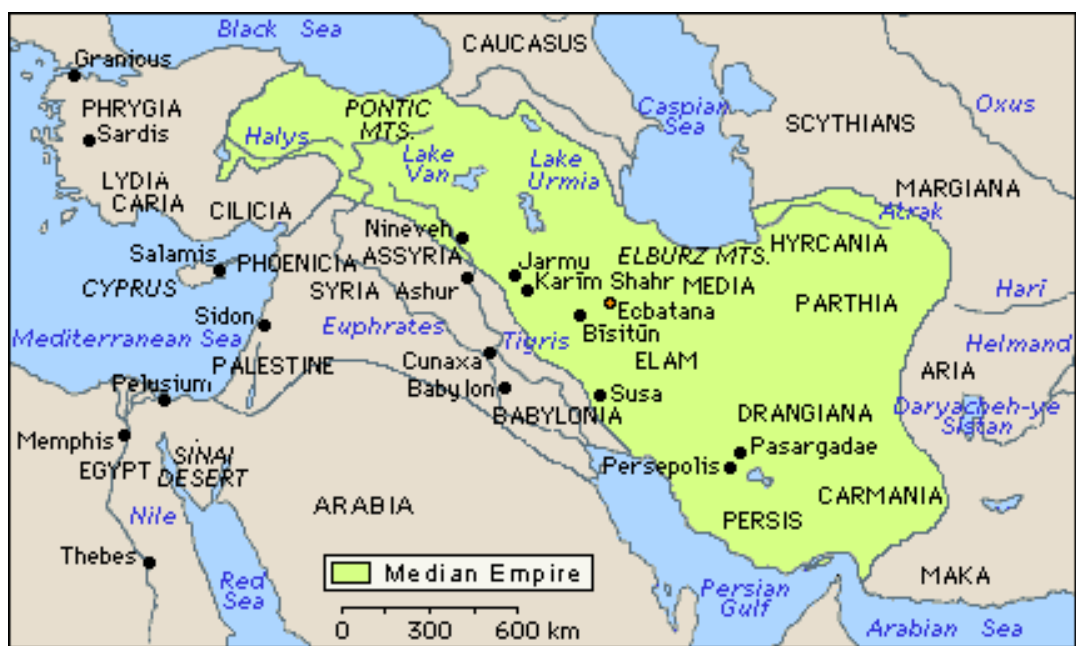 Black Sea
CAUCASUS
Granicus
PHRYGIA
Sardis
PONTIC
MTS.
Halys
Caspian
Sea
Oxus
SCYTHIANS
Lake
Van
Lake
Urmia
LYDIA
CARIA
CILICIA
MARGIANA
Atrak
Nineveh
HYRCANIA
Salamis
PHOENICIA
ASSYRIA
ELBURZ MTS.
CYPRUS
SYRIA
Ashur
Jarmu
Karīm Shahr
MEDIA
PARTHIA
Hari
Ecbatana
Sidon
Euphrates
Bīsitūn
Mediterranean Sea
Tigris
Helmand
PALESTINE
Cunaxa
ELAM
ARIA
Pelusium
Babylon
Susa
BABYLONIA
DRANGIANA
Daryacheh-ye
Sistan
Memphis
EGYPT
SINAI
DESERT
Pasargadae
Persepolis
CARMANIA
ARABIA
Nile
PERSIS
Thebes
Median Empire
MAKA
Red
Sea
Persian
Gulf
0 300 600 km
Arabian Sea